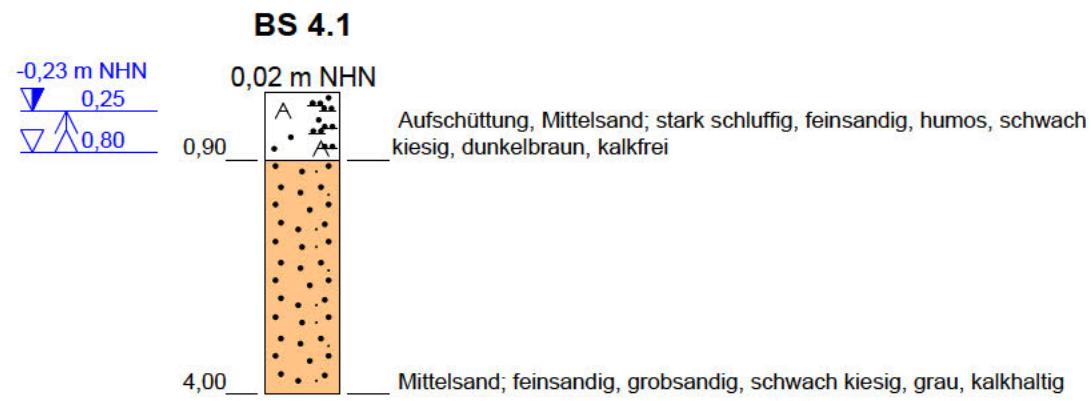 BS 4.1
-0,23 m NHN
0,02 m NHN
0,25
0,80
0,90
Aufschüttung, Mittelsand; stark schluffig, feinsandig, humos, schwach
kiesig, dunkelbraun, kalkfrei
A
A
4,00
Mittelsand; feinsandig, grobsandig, schwach kiesig, grau, kalkhaltig